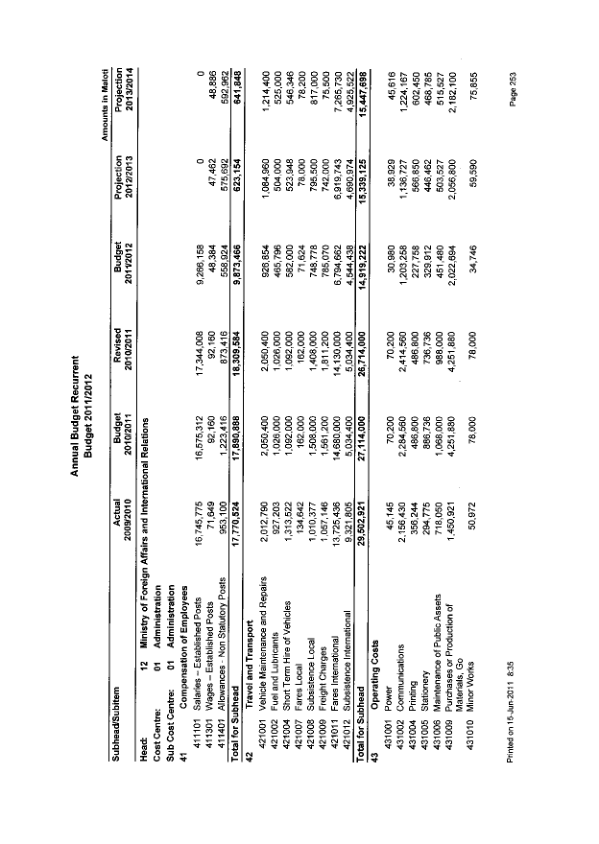 Annual Budget Recurrent
Budget 2011/2012
Amounts in Maloti
Subhead/Subitem Actual 2009/2010 Budget 2010/2011 Revised 2010/2011 Budget 2011/2012 Projection 2012/2013 Projection 2013/2014
Head: 12 Ministry of Foreign Affairs and International Relations
Cost Centre: 01 Administration
Sub Cost Centre: 01 Administration
41 Compensation of Employees
411101 Salaries – Established Posts 16,745,775 16,575,312 17,344,008 9,266,158 0 0
411301 Wages – Established Posts 71,649 92,160 92,160 48,384 47,462 48,886
411401 Allowances - Non Statutory Posts 953,100 1,223,416 873,416 558,924 575,692 592,962
Total for Subhead 17,770,524 17,890,888 18,309,584 9,873,466 623,154 641,848
42 Travel and Transport
421001 Vehicle Maintenance and Repairs 2,012,790 2,050,400 2,050,400 926,854 1,084,960 1,214,400
421002 Fuel and Lubricants 927,203 1,026,000 1,026,000 465,796 504,000 525,000
421004 Short Term Hire of Vehicles 1,313,522 1,092,000 1,092,000 582,000 523,948 546,346
421007 Fares Local 134,642 162,000 162,000 71,624 78,000 78,200
421008 Subsistence Local 1,010,377 1,508,000 1,408,000 748,778 795,500 817,000
421009 Freight Charges 1,057,146 1,561,200 1,811,200 785,070 742,000 75,500
421011 Fares International 13,725,436 14,680,000 14,130,000 6,794,662 6,919,743 7,265,730
421012 Subsistence International 9,321,805 5,034,400 5,034,400 4,544,438 4,690,974 4,925,522
Total for Subhead 29,502,921 27,114,000 26,714,000 14,919,222 15,339,125 15,447,698
43 Operating Costs
431001 Power 45,145 70,200 70,200 30,980 38,929 45,616
431002 Communications 2,156,430 2,284,560 2,414,560 1,203,258 1,136,727 1,224,167
431004 Printing 356,244 486,800 486,800 227,758 566,850 602,450
431005 Stationery 294,775 886,736 736,736 329,912 446,462 468,785
431006 Maintenance of Public Assets 718,050 1,068,000 988,000 451,480 503,527 515,527
431009 Purchases or Production of 1,450,921 4,251,880 4,251,880 2,022,694 2,056,800 2,182,100
Materials, Go
431010 Minor Works 50,972 78,000 78,000 34,746 59,590 75,855
Printed on 15-Jun-2011 8:35
Page 253